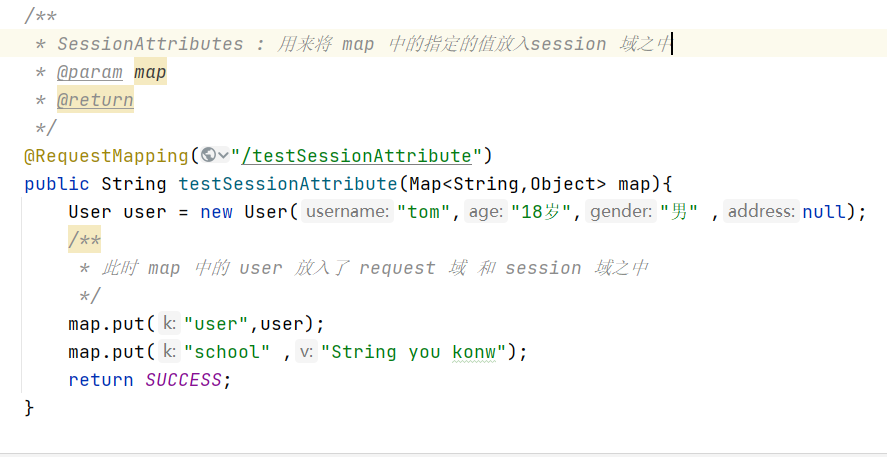 /**
 * SessionAttributes : 用来将 map 中的指定的值放入session 域之中
 * @param map
 * @return
 */
@RequestMapping("/testSessionAttribute")
public String testSessionAttribute(Map<String,Object> map){
    User user = new User( username: "tom", age: "18岁", gender: "男" , address: null);
    /**
     * 此时 map 中的 user 放入了 request 域 和 session 域之中
     */
    map.put( k: "user",user);
    map.put( k: "school" , v: "String you konw");
    return SUCCESS;
}